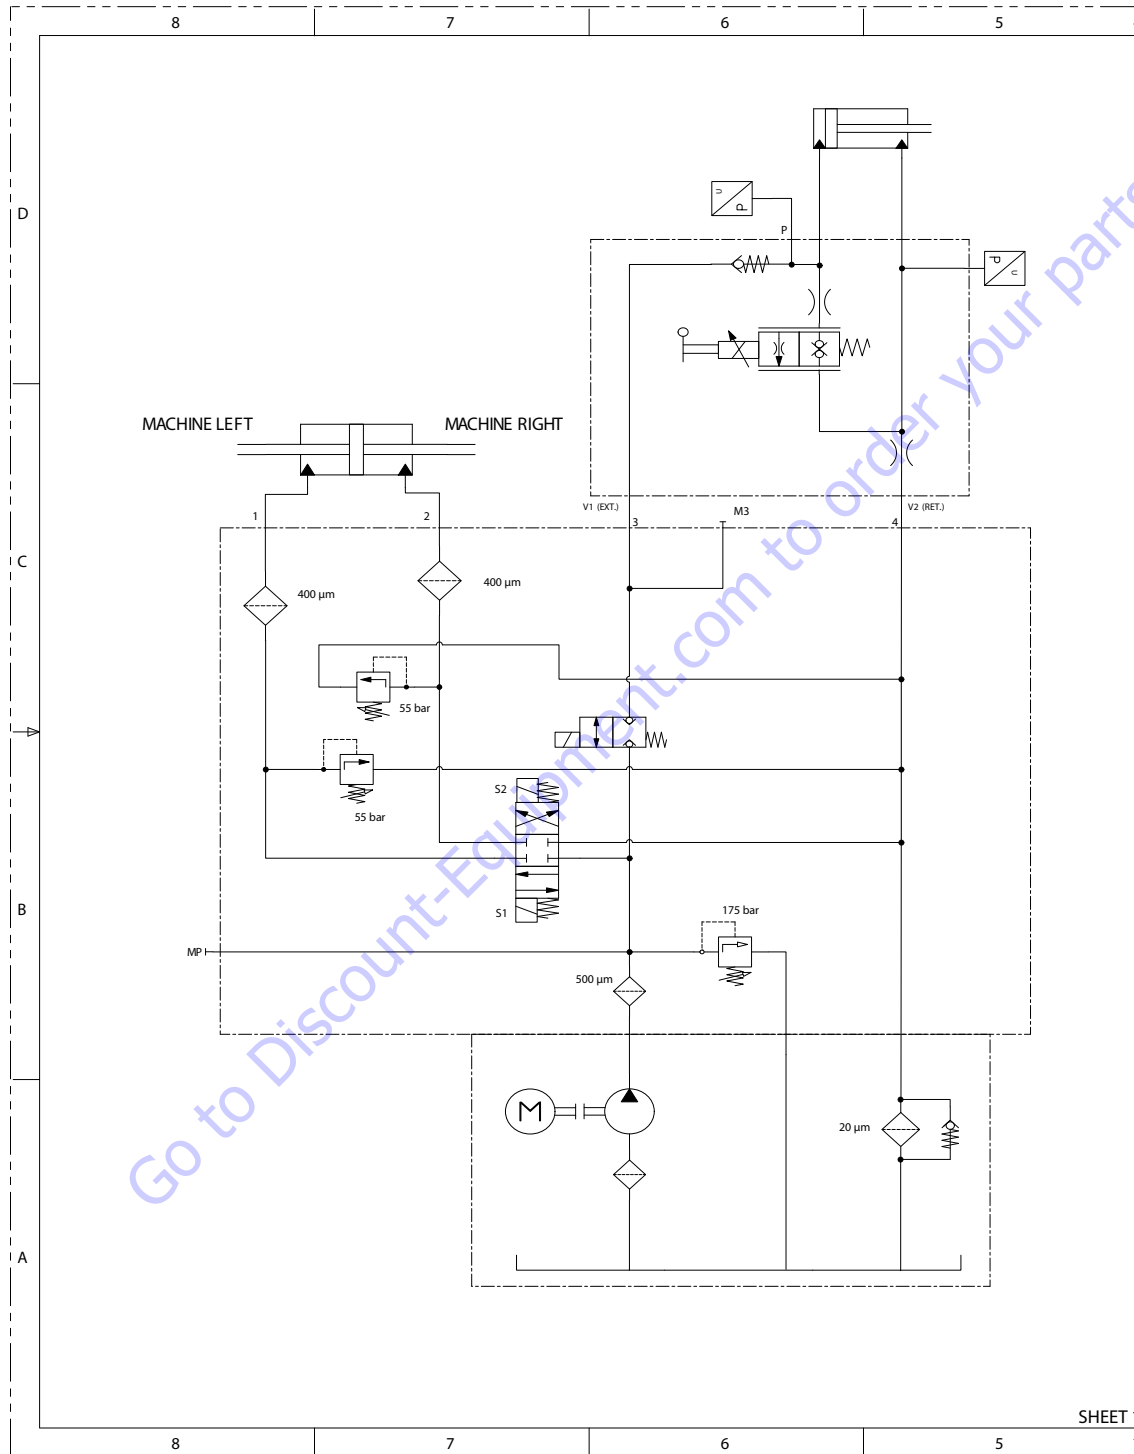 8 7 6 5
D
U
P
P
P
U
MACHINE LEFT MACHINE RIGHT
V1 (EXT.) V2 (RET.)
1 2 3 M3 4
C
400 µm
400 µm
55 bar
S2
55 bar
B
S1
175 bar
MP
500 µm
M
20 µm
A
Go to Discount-Equipment.com to order your parts
SHEET 1
8 7 6 5